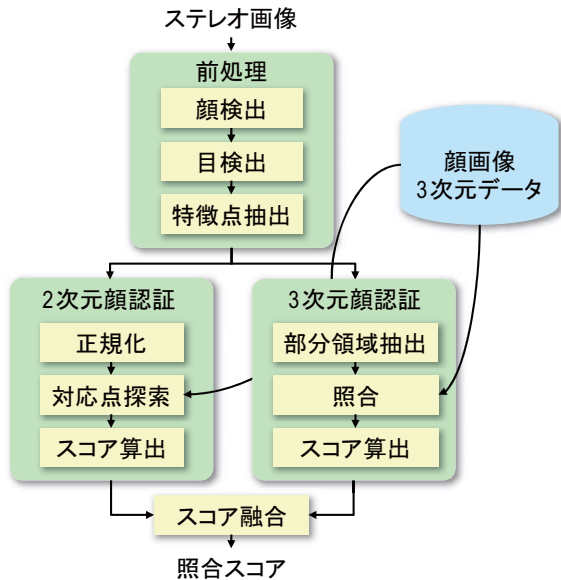 ステレオ画像
前処理
顔検出
目検出
特徴点抽出
顔画像
3次元データ
2次元顔認証
正規化
対応点探索
スコア算出
3次元顔認証
部分領域抽出
照合
スコア算出
スコア融合
照合スコア